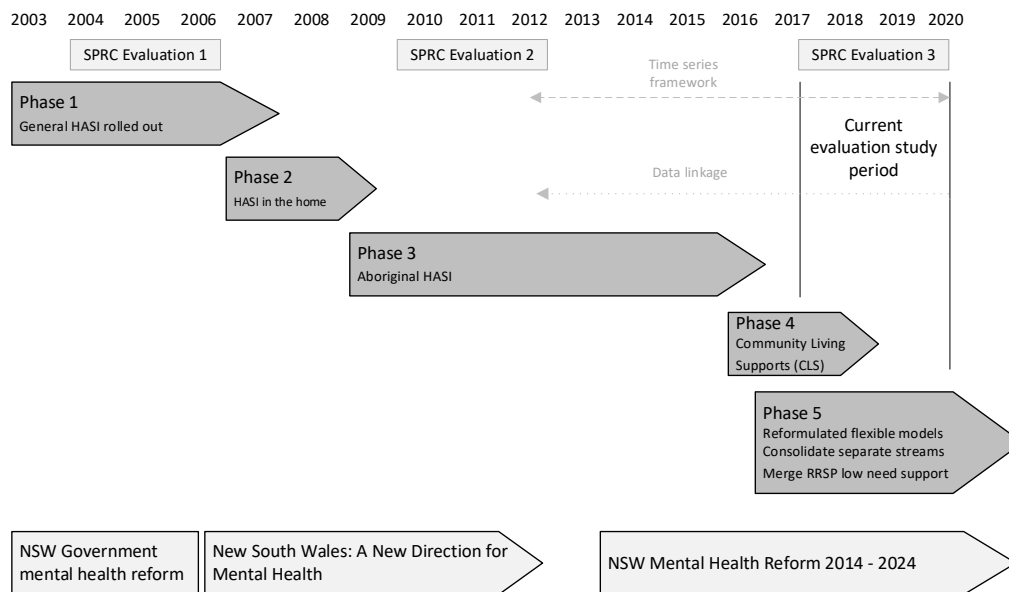 2003 2004 2005 2006 2007 2008 2009 2010 2011 2012 2013 2014 2015 2016 2017 2018 2019 2020
SPRC Evaluation 1
SPRC Evaluation 2
SPRC Evaluation 3
Time series
framework
Phase 1
General HASI rolled out
Current
evaluation study
period
Phase 2
HASI in the home
Data linkage
Phase 3
Aboriginal HASI
Phase 4
Community Living
Supports (CLS)
Phase 5
Reformulated flexible models
Consolidate separate streams
Merge RRSP low need support
NSW Government
mental health reform
New South Wales: A New Direction for
Mental Health
NSW Mental Health Reform 2014 - 2024